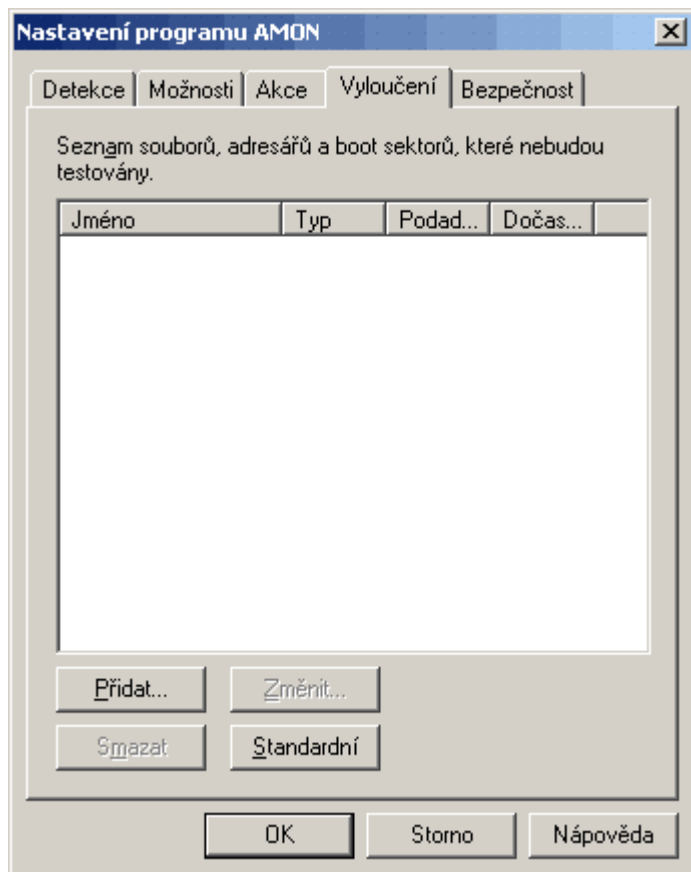 Nastavení programu AMON
Detekce Možnosti Akce Vyloučení Bezpečnost
Seznam souborů, adresářů a boot sektorů, které nebudou
testovány.
Jméno Typ Podad... Dočas...
Přidat... Změnit...
Smazat Standardní
OK Storno Nápověda